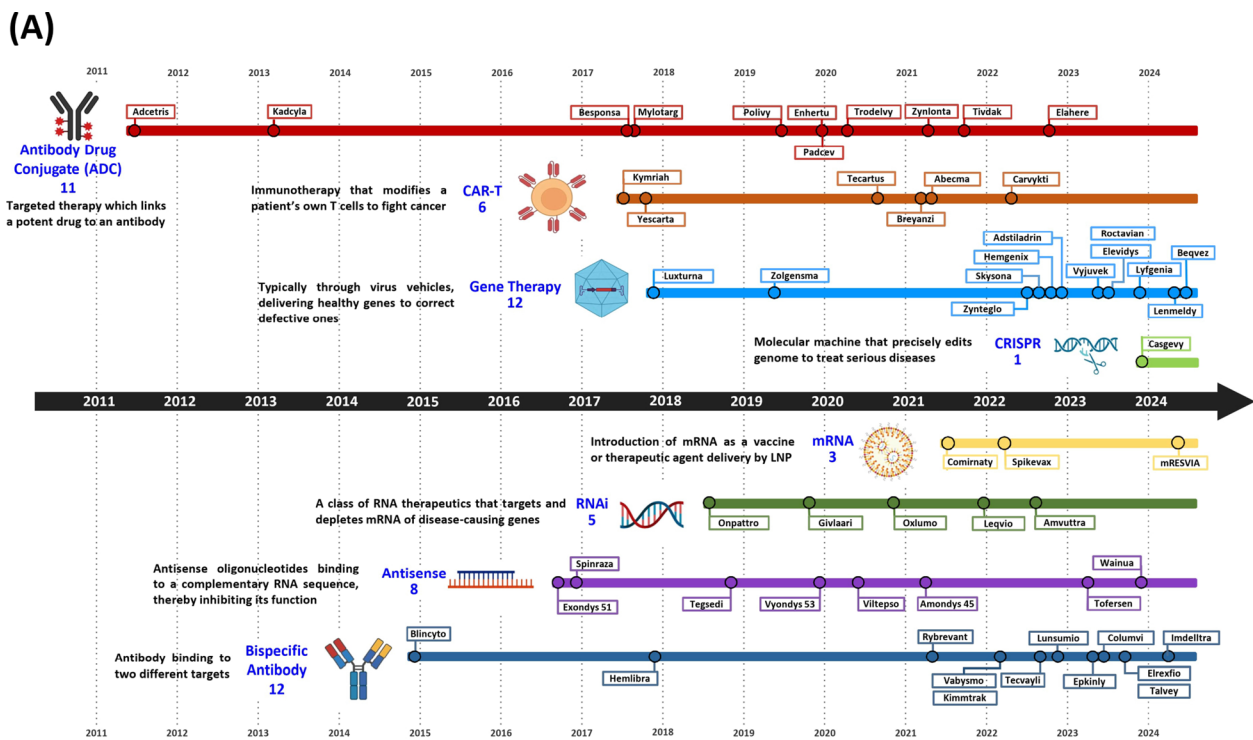 (A)
2011 2012 2013 2014 2015 2016 2017 2018 2019 2020 2021 2022 2023 2024
Adcetris Kadcyla Besponsa Mylotarg Polivy Enhertu Trodelvy Zynlonta Tivdak Elahere
Padcev
Antibody Drug
Conjugate (ADC)
11
Targeted therapy which links
a potent drug to an antibody
Immunotherapy that modifies a
patient's own T cells to fight cancer
CAR-T
6
Kymriah Tecartus Abecma Carvykti
Yescarta Breyanzi
Typically through virus vehicles,
delivering healthy genes to correct
defective ones
Gene Therapy
12
Adstiladrin Roctavian
Hemgenix Elevidys
Luxturna Zolgensma Skysona Vyjuvek Lyfgenia Beqvez
Zynteglo Lenmeldy
Molecular machine that precisely edits
genome to treat serious diseases
CRISPR
1
Casgevy
2011 2012 2013 2014 2015 2016 2017 2018 2019 2020 2021 2022 2023 2024
Introduction of mRNA as a vaccine
or therapeutic agent delivery by LNP
mRNA
3
Comirnaty Spikevax mRESVIA
A class of RNA therapeutics that targets and
depletes mRNA of disease-causing genes
RNAi
5
Onpattro Givlaari Oxlumo Leqvio Amvuttra
Antisense oligonucleotides binding
to a complementary RNA sequence,
thereby inhibiting its function
Antisense
8
Spinraza Wainua
Exondys 51 Tegsedi Vyondys 53 Viltepso Amondys 45 Tofersen
Antibody binding to
two different targets
Bispecific
Antibody
12
Blincyto Rybrevant Lunsumio Columvi Imdelltra
Hemlibra Vabysmo Tecvayli Epkinly Elrexfio
Kimmtrak Talvey
2011 2012 2013 2014 2015 2016 2017 2018 2019 2020 2021 2022 2023 2024